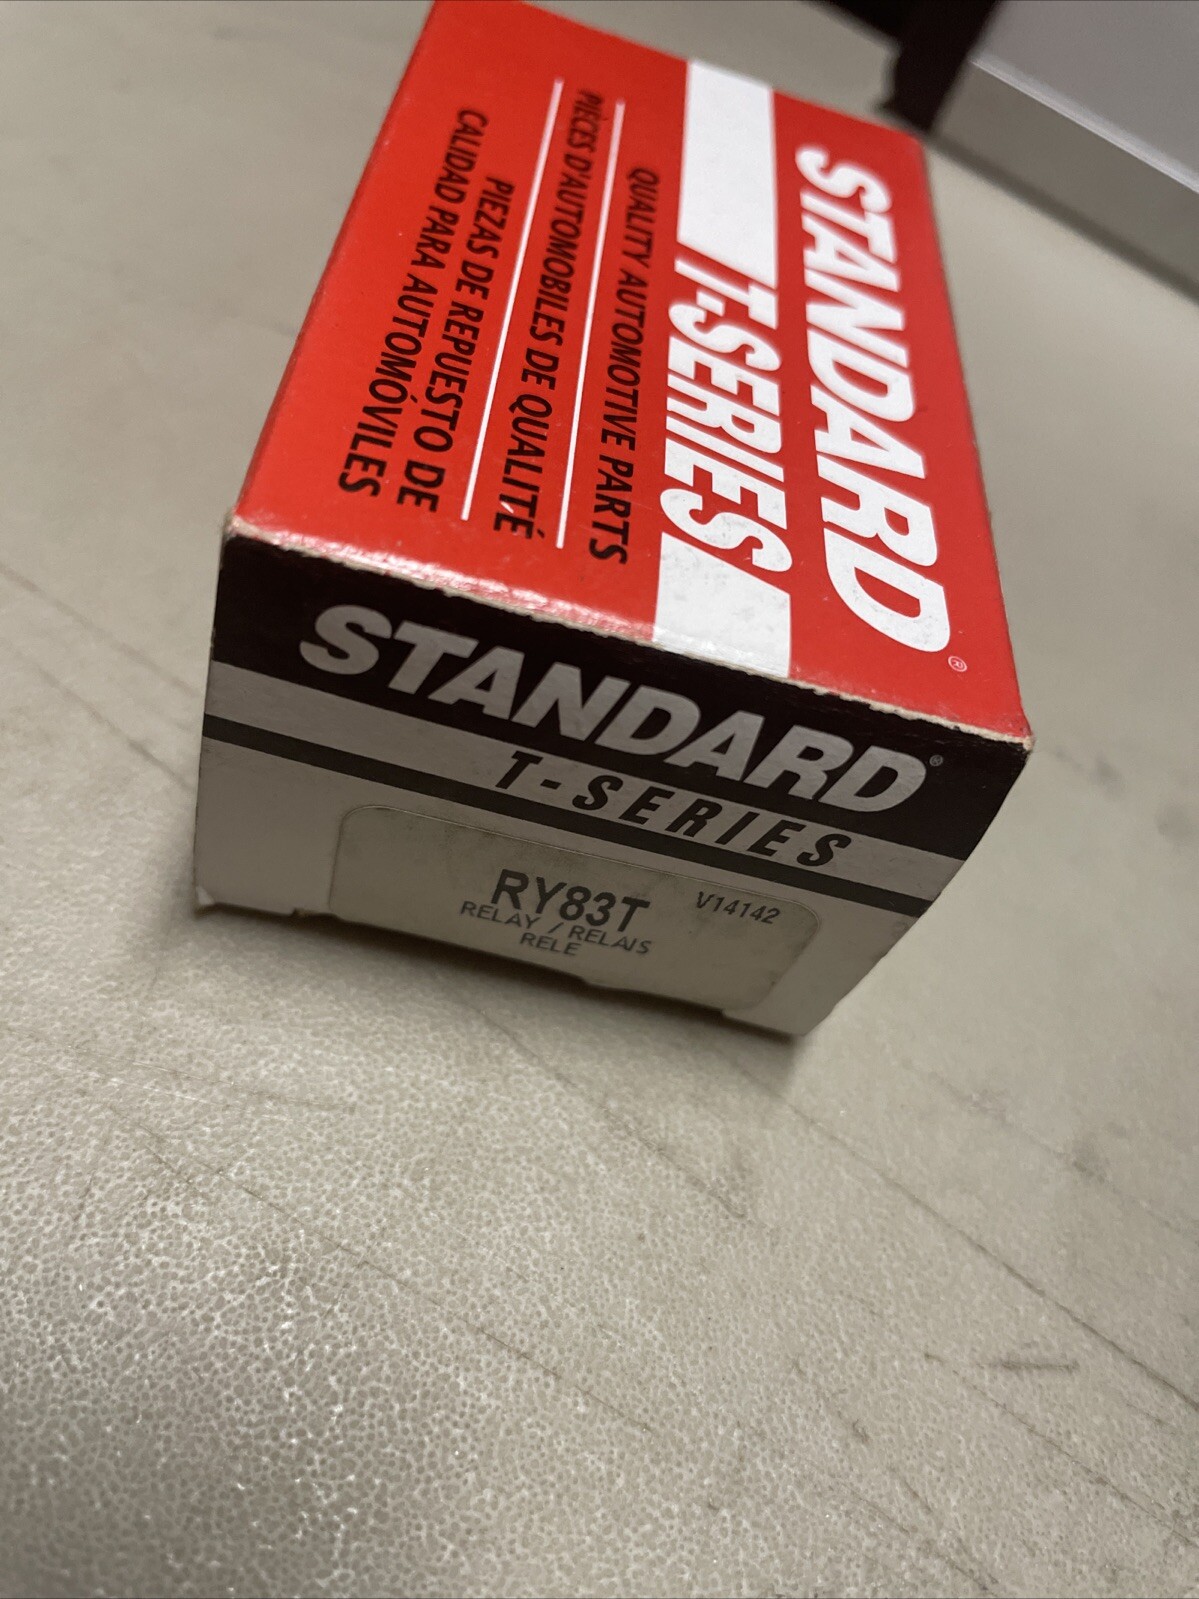 STANDARD®
T-SERIES
QUALITY AUTOMOTIVE PARTS
PIÈCES D'AUTOMOBILES DE QUALITÉ
PIEZAS DE REPUESTO DE
CALIDAD PARA AUTOMÓVILES
STANDARD®
T-SERIES
RY83T V14142
RELAY / RELAIS
RELE